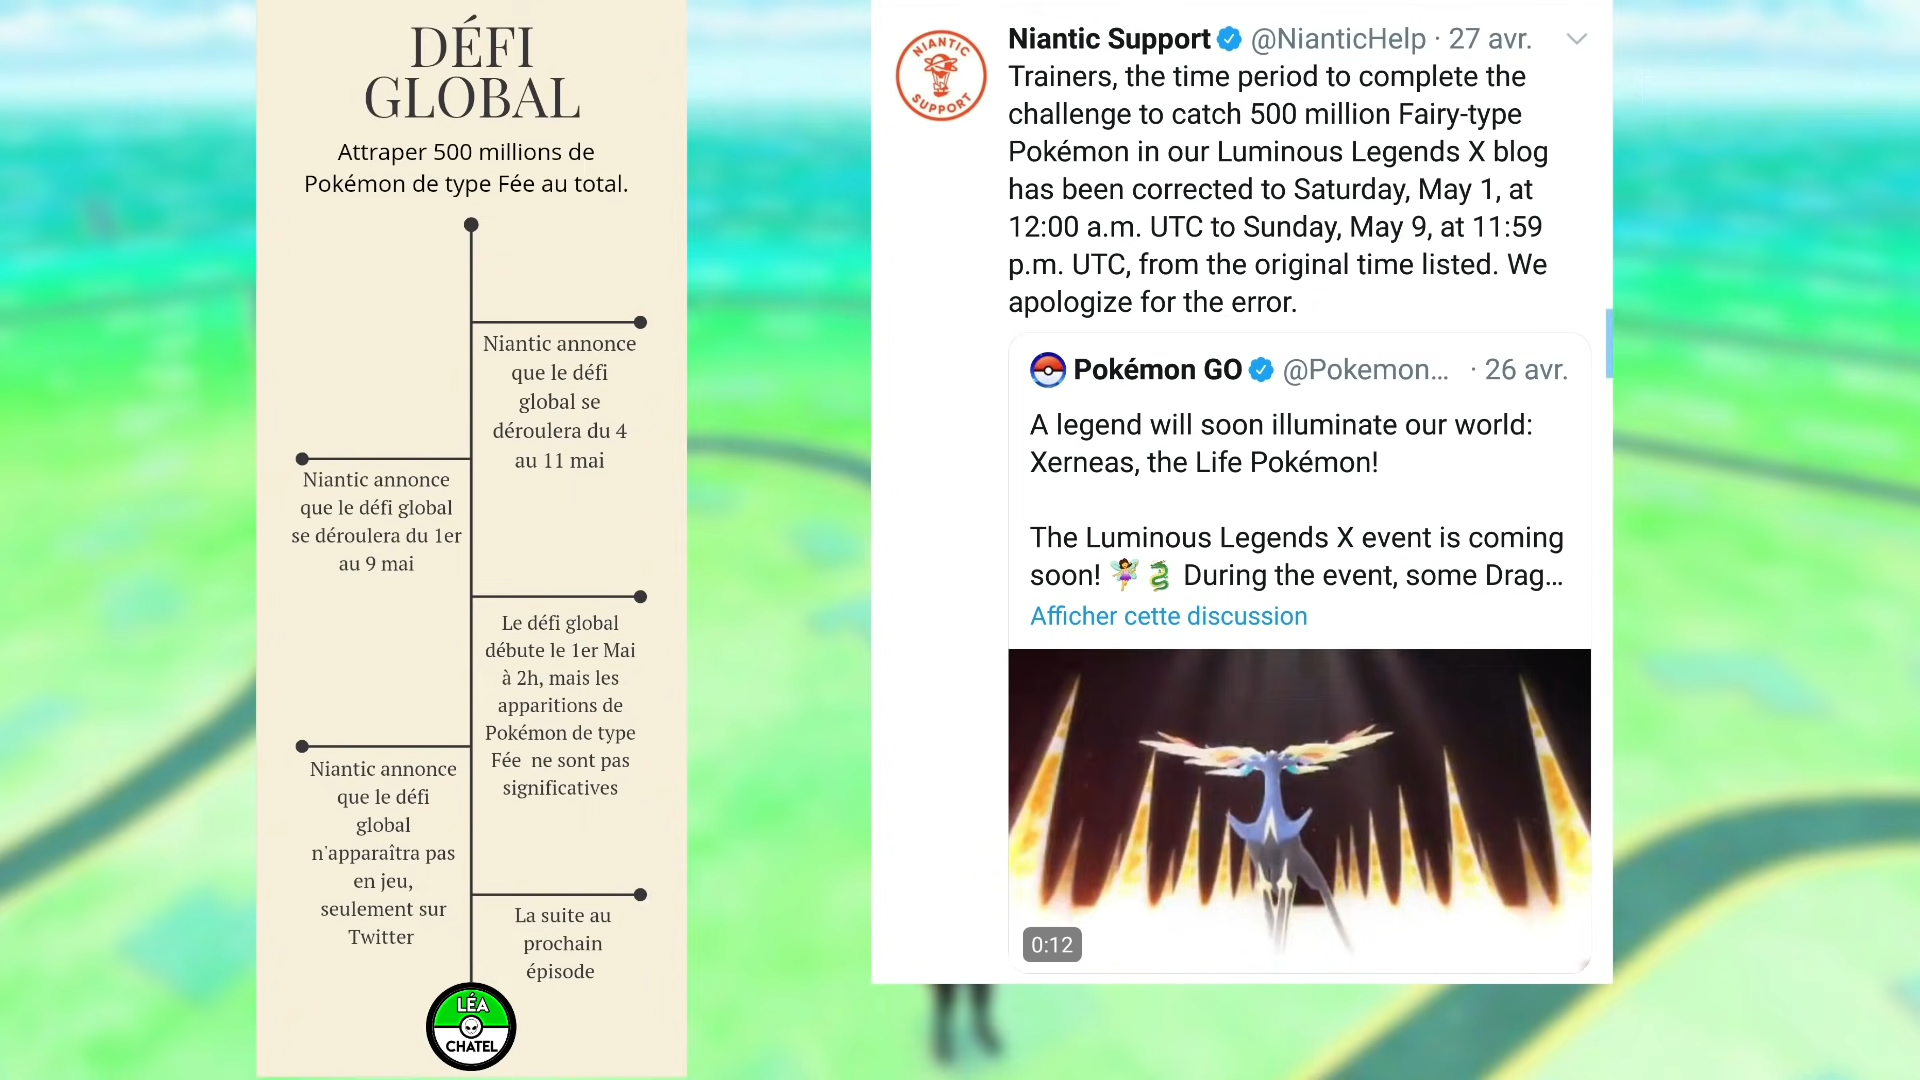 DÉFI
GLOBAL
Attraper 500 millions de
Pokémon de type Fée au total.
Niantic annonce
que le défi
global se
déroulera du 4
au 11 mai
Niantic annonce
que le défi global
se déroulera du 1er
au 9 mai
Le défi global
débute le 1er Mai
à 2h, mais les
apparitions de
Pokémon de type
Fée ne sont pas
significatives
Niantic annonce
que le défi
global
n'apparaîtra pas
en jeu,
seulement sur
Twitter
La suite au
prochain
épisode
LÉA
CHATEL
NIANTIC
SUPPORT
Niantic Support @NianticHelp · 27 avr.
Trainers, the time period to complete the
challenge to catch 500 million Fairy-type
Pokémon in our Luminous Legends X blog
has been corrected to Saturday, May 1, at
12:00 a.m. UTC to Sunday, May 9, at 11:59
p.m. UTC, from the original time listed. We
apologize for the error.
Pokémon GO @Pokemon... · 26 avr.
A legend will soon illuminate our world:
Xerneas, the Life Pokémon!
The Luminous Legends X event is coming
soon! 🧚‍♀️🐉 During the event, some Drag...
Afficher cette discussion
0:12